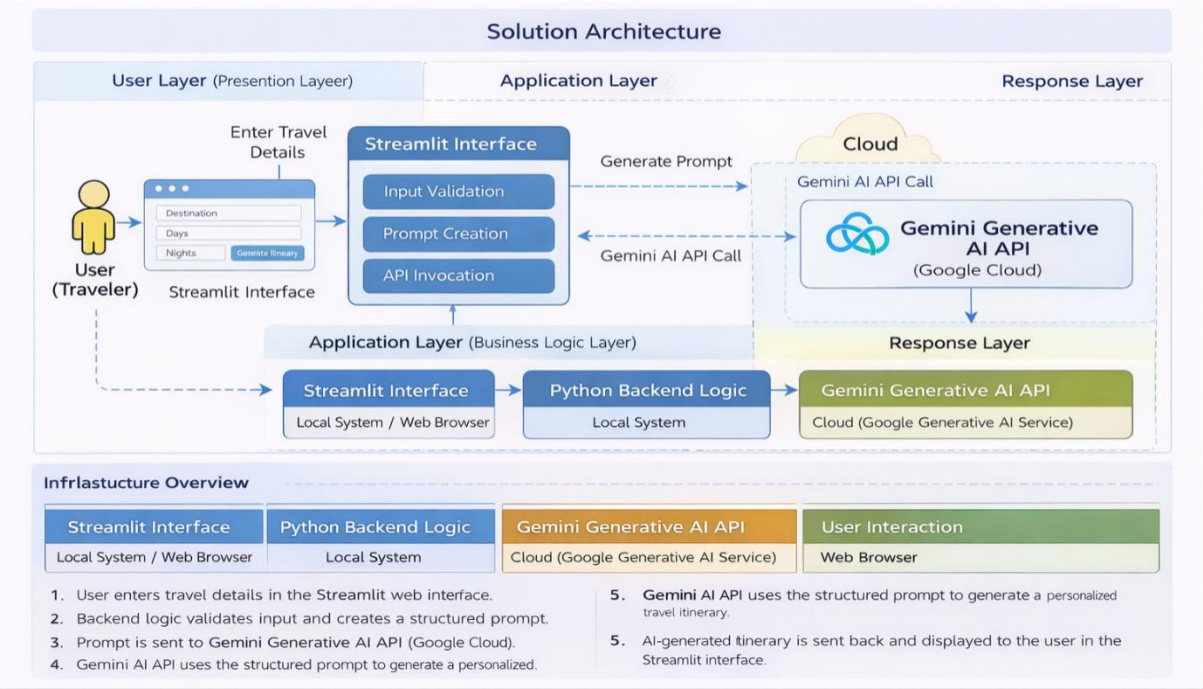 Solution Architecture
User Layer (Presention Layeer)
Application Layer
Response Layer
Enter Travel
Details
Destination
Days
Nights
Generate Itineary
User
(Traveler)
Streamlit Interface
Streamlit Interface
Input Validation
Prompt Creation
API Invocation
Generate Prompt
Gemini AI API Call
Cloud
Gemini AI API Call
Gemini Generative
AI API
(Google Cloud)
Application Layer (Business Logic Layer)
Response Layer
Streamlit Interface
Local System / Web Browser
Python Backend Logic
Local System
Gemini Generative AI API
Cloud (Google Generative AI Service)
Infrlastucture Overview
Streamlit Interface
Local System / Web Browser
Python Backend Logic
Local System
Gemini Generative AI API
Cloud (Google Generative AI Service)
User Interaction
Web Browser
1. User enters travel details in the Streamlit web interface.
2. Backend logic validates input and creates a structured prompt.
3. Prompt is sent to Gemini Generative AI API (Google Cloud).
4. Gemini AI API uses the structured prompt to generate a personalized.
5. Gemini AI API uses the structured prompt to generate a personalized
travel itinerary.
5. AI-generated itinerary is sent back and displayed to the user in the
Streamlit interface.